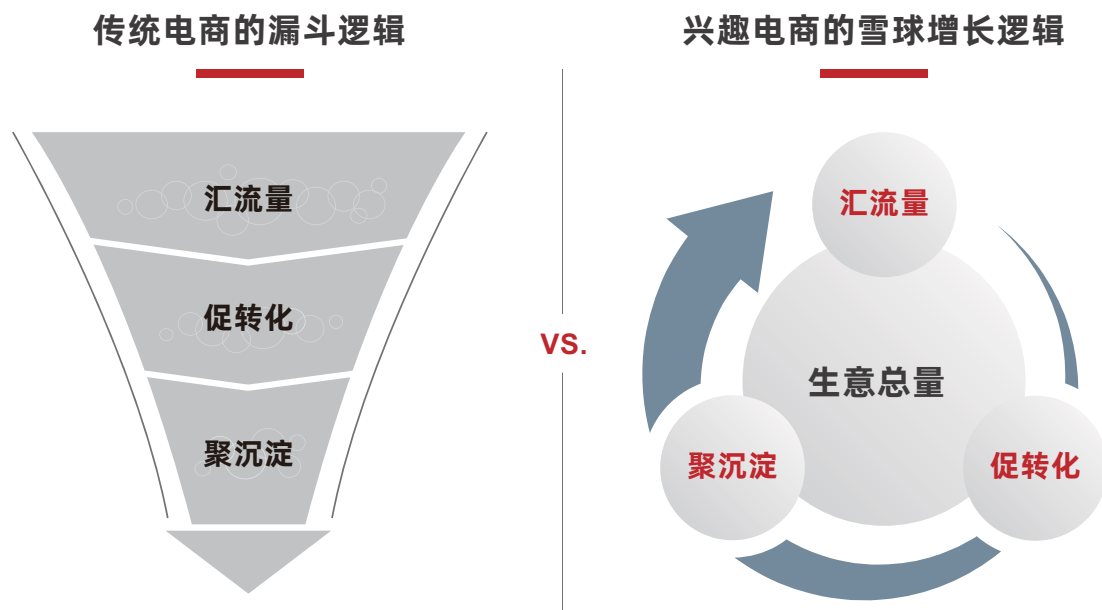 传统电商的漏斗逻辑
汇流量
促转化
聚沉淀
VS.
兴趣电商的雪球增长逻辑
汇流量
生意总量
聚沉淀
促转化